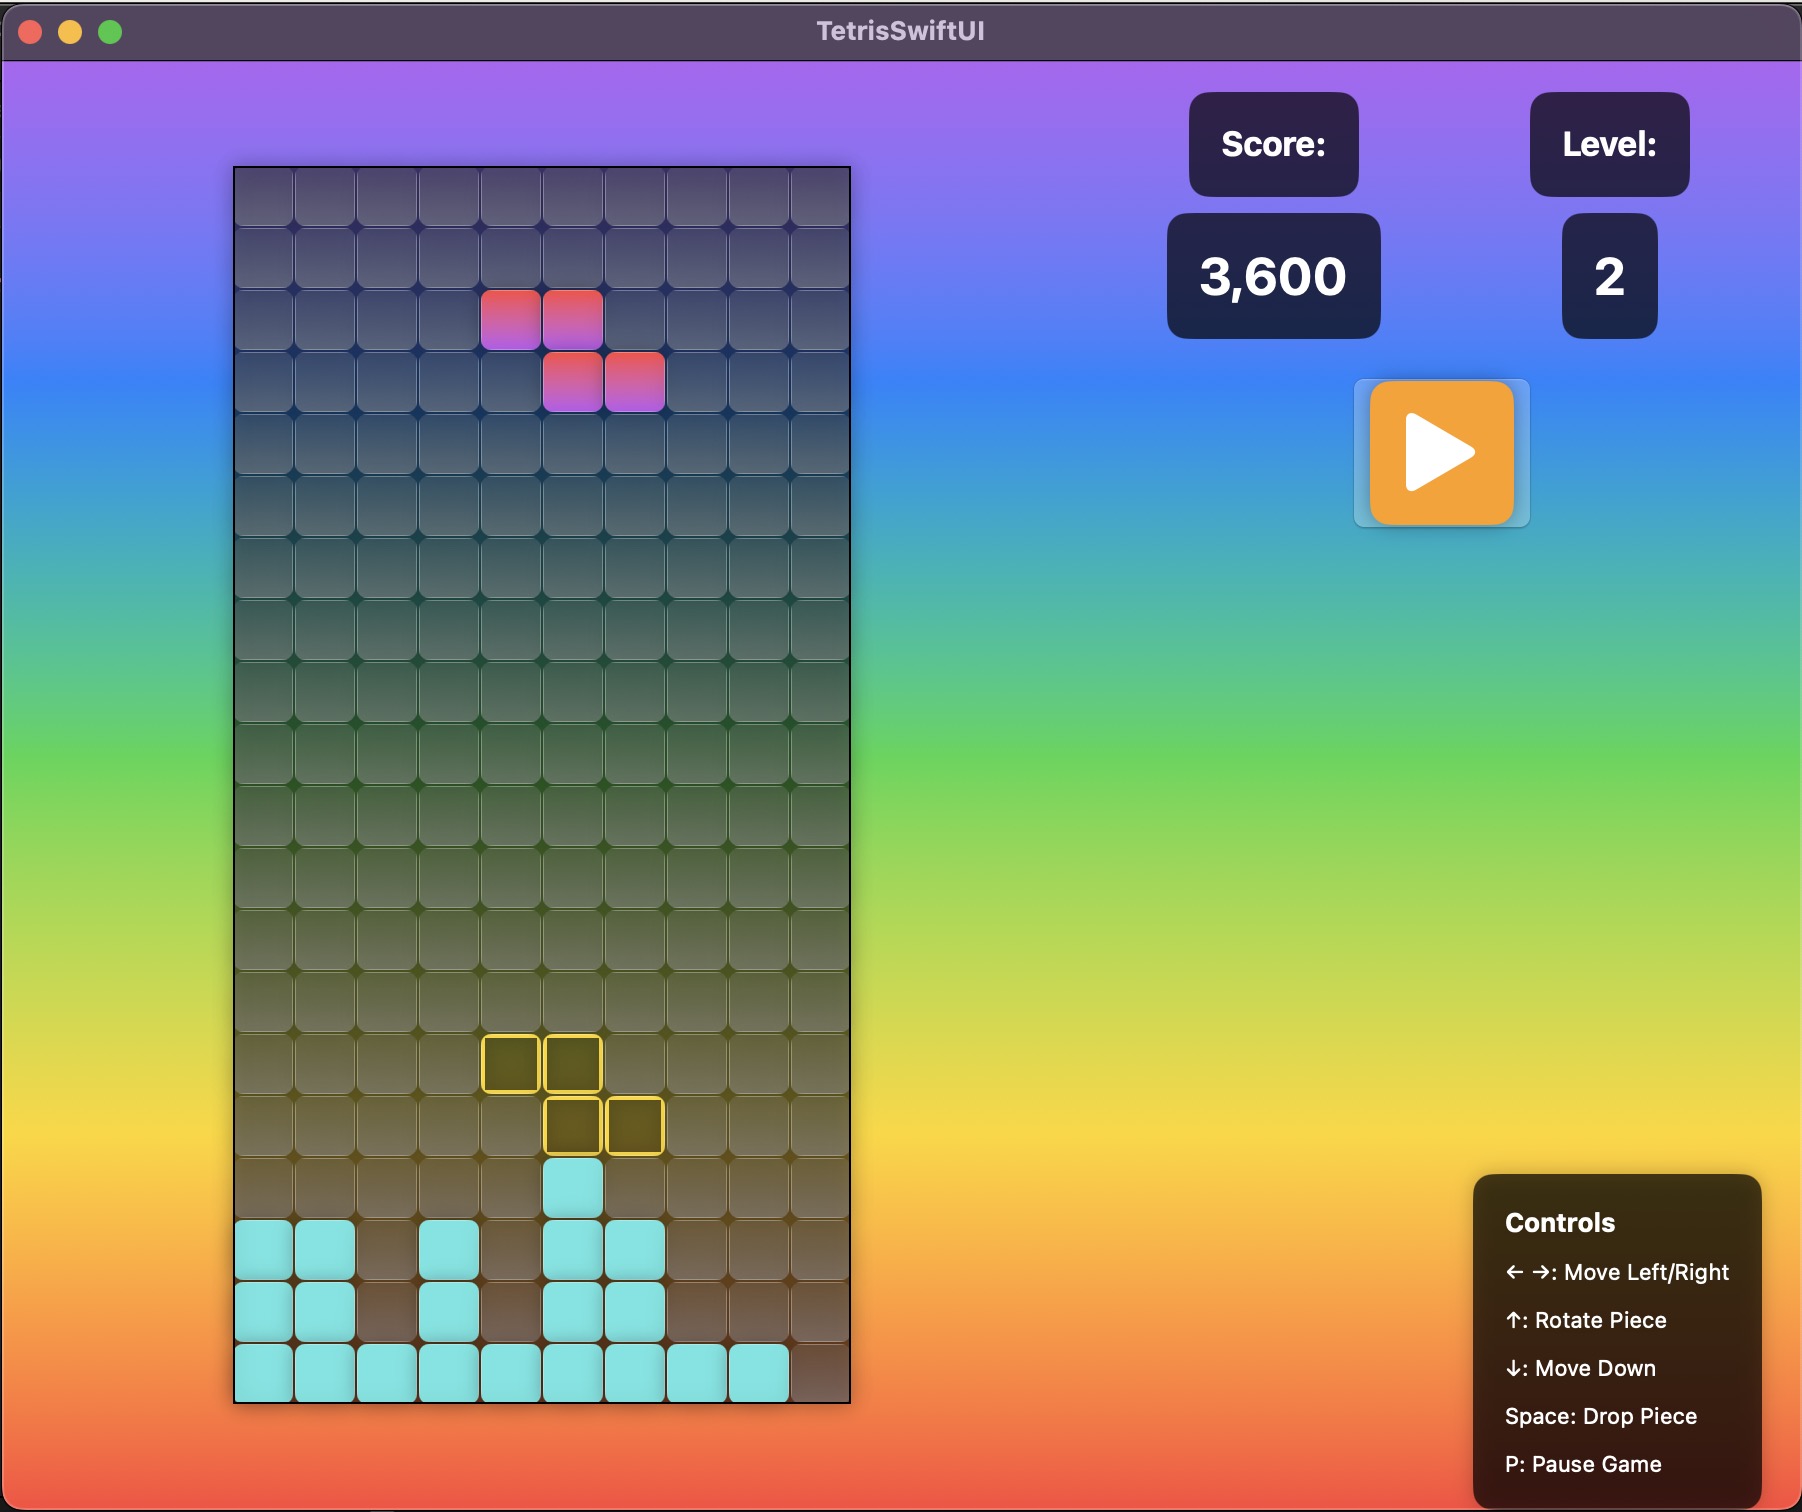 TetrisSwiftUI
Score:
Level:
3,600
2
Controls
← →: Move Left/Right
↑: Rotate Piece
↓: Move Down
Space: Drop Piece
P: Pause Game